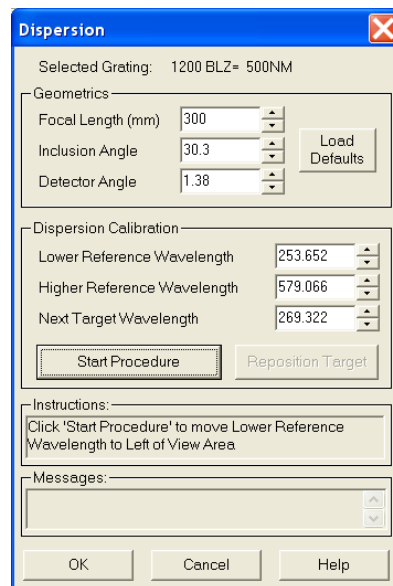 Dispersion
Selected Grating: 1200 BLZ= 500NM
Geometrics
Focal Length (mm) 300
Inclusion Angle 30.3
Detector Angle 1.38
Load Defaults
Dispersion Calibration
Lower Reference Wavelength 253.652
Higher Reference Wavelength 579.066
Next Target Wavelength 269.322
Start Procedure Reposition Target
Instructions:
Click 'Start Procedure' to move Lower Reference
Wavelength to Left of View Area
Messages:
OK Cancel Help